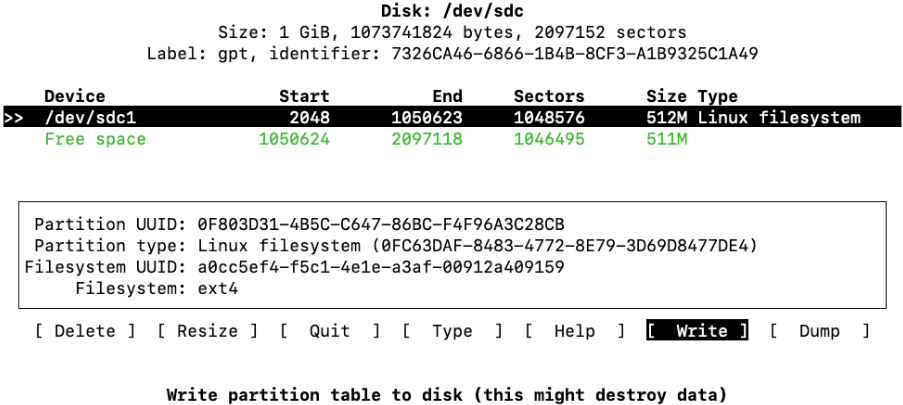 Disk: /dev/sdc
Size: 1 GiB, 1073741824 bytes, 2097152 sectors
Label: gpt, identifier: 7326CA46-6866-1B4B-8CF3-A1B9325C1A49
Device Start End Sectors Size Type
>> /dev/sdc1 2048 1050623 1048576 512M Linux filesystem
Free space 1050624 2097118 1046495 511M
Partition UUID: 0F803D31-4B5C-C647-86BC-F4F96A3C28CB
Partition type: Linux filesystem (0FC63DAF-8483-4772-8E79-3D69D8477DE4)
Filesystem UUID: a0cc5ef4-f5c1-4e1e-a3af-00912a409159
Filesystem: ext4
[ Delete ] [ Resize ] [ Quit ] [ Type ] [ Help ] [ Write ] [ Dump ]
Write partition table to disk (this might destroy data)